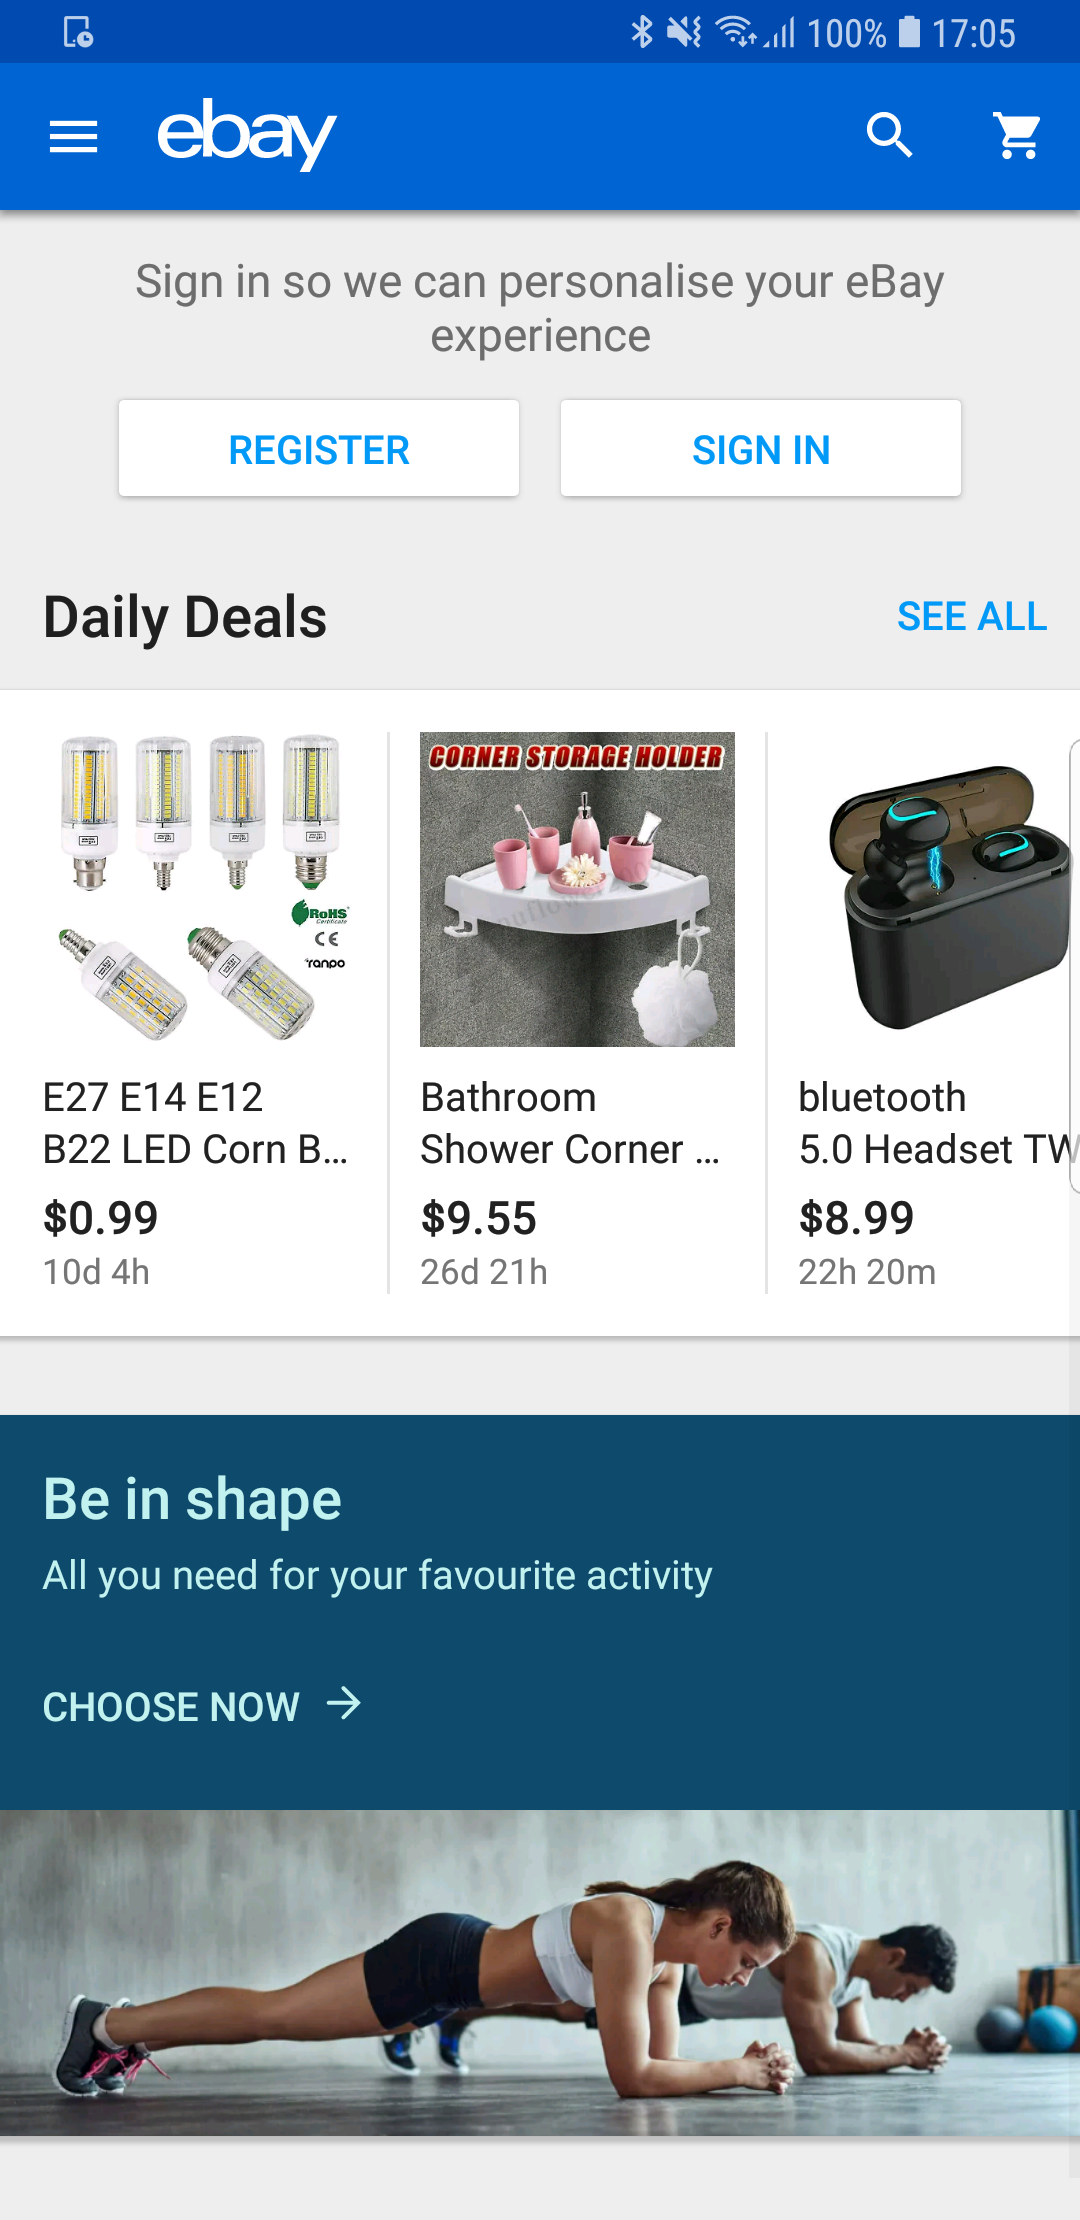 100% 17:05
ebay
Sign in so we can personalise your eBay
experience
REGISTER
SIGN IN
Daily Deals
SEE ALL
RoHS
Certificate
CE
ranpo
E27 E14 E12
B22 LED Corn B...
$0.99
10d 4h
CORNER STORAGE HOLDER
Bathroom
Shower Corner ...
$9.55
26d 21h
bluetooth
5.0 Headset TW
$8.99
22h 20m
Be in shape
All you need for your favourite activity
CHOOSE NOW